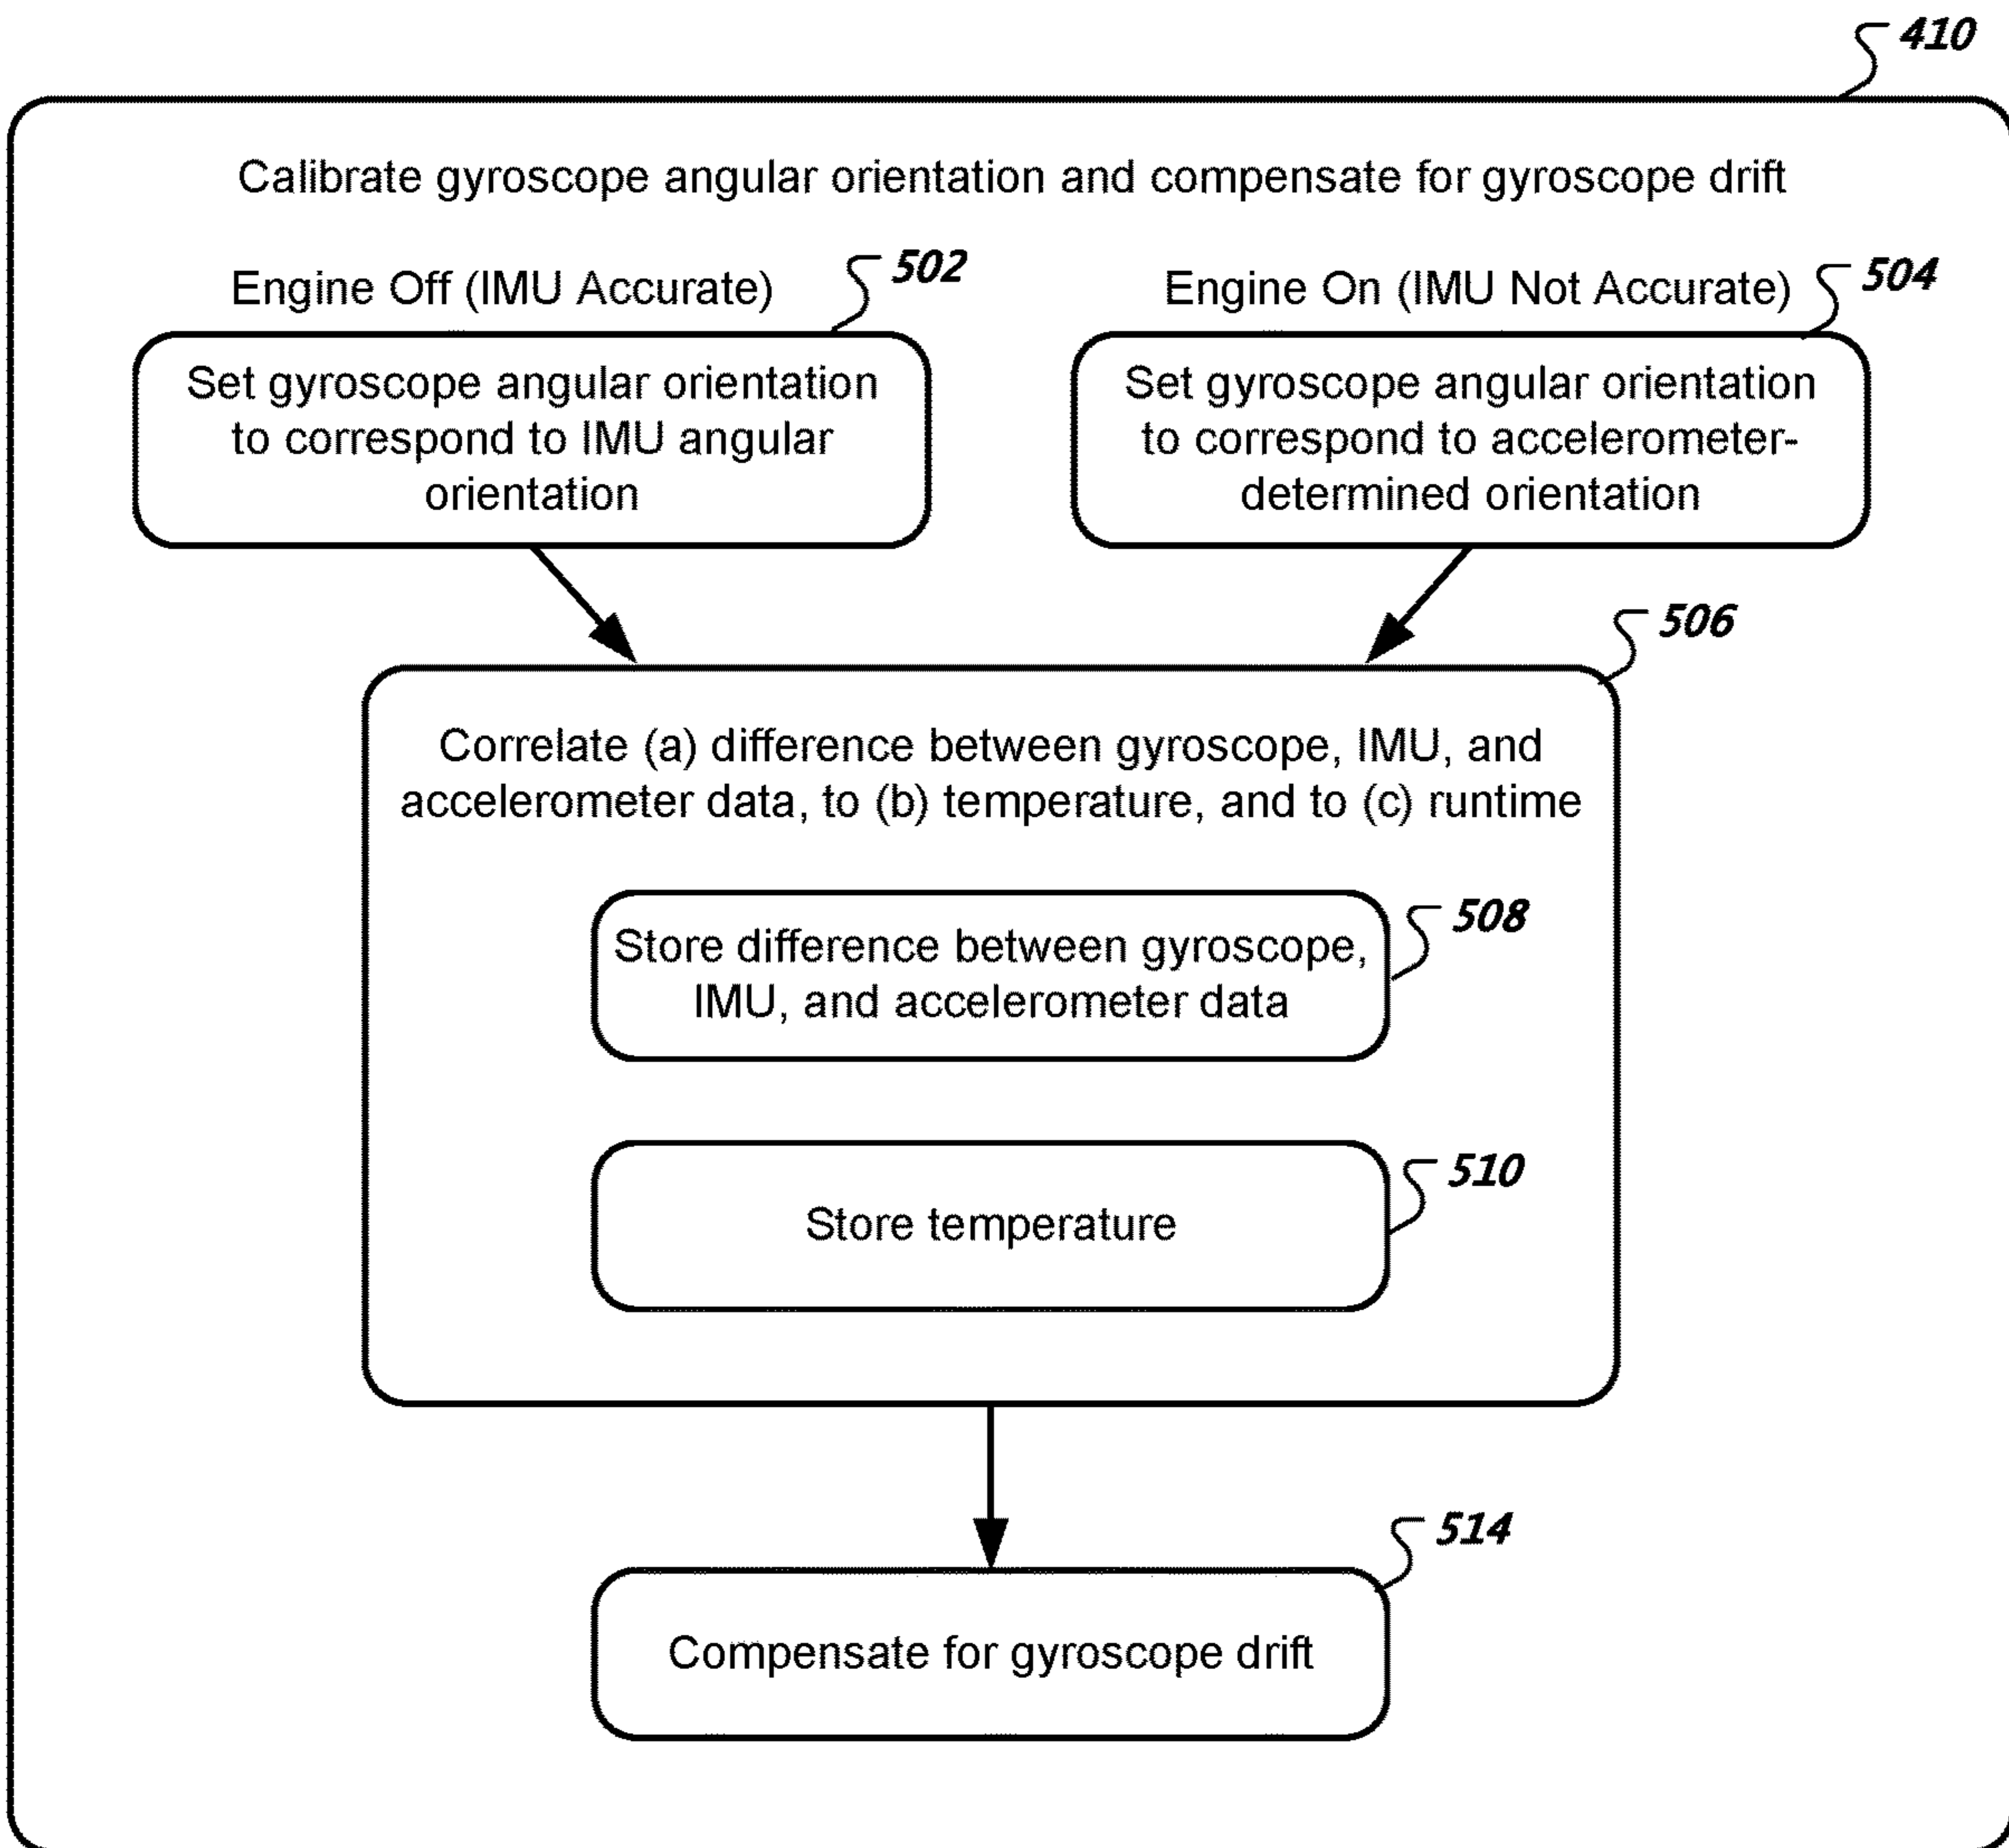 410
Calibrate gyroscope angular orientation and compensate for gyroscope drift
Engine Off (IMU Accurate)
502
Set gyroscope angular orientation
to correspond to IMU angular
orientation
Engine On (IMU Not Accurate)
504
Set gyroscope angular orientation
to correspond to accelerometer-
determined orientation
506
Correlate (a) difference between gyroscope, IMU, and
accelerometer data, to (b) temperature, and to (c) runtime
508
Store difference between gyroscope,
IMU, and accelerometer data
510
Store temperature
514
Compensate for gyroscope drift